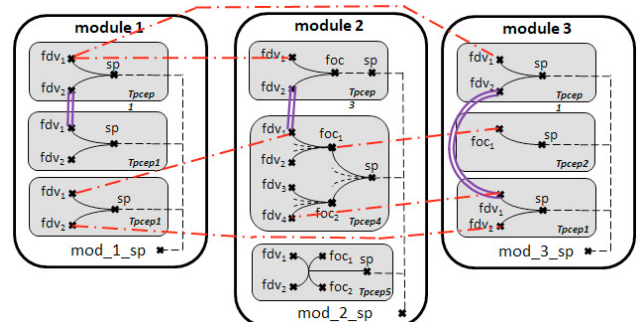 module 1
fdv1
sp
fdv2
Tpcep
1
fdv1
sp
fdv2
Tpcep1
fdv1
sp
fdv2
Tpcep1
mod_1_sp
module 2
fdv1
foc
sp
fdv2
Tpcep
3
fdv1
foc1
fdv2
sp
fdv3
foc2
fdv4
Tpcep4
fdv1
foc1
sp
fdv2
foc2
Tpcep5
mod_2_sp
module 3
fdv1
sp
fdv2
Tpcep
1
foc1
sp
Tpcep2
fdv1
sp
fdv2
Tpcep1
mod_3_sp